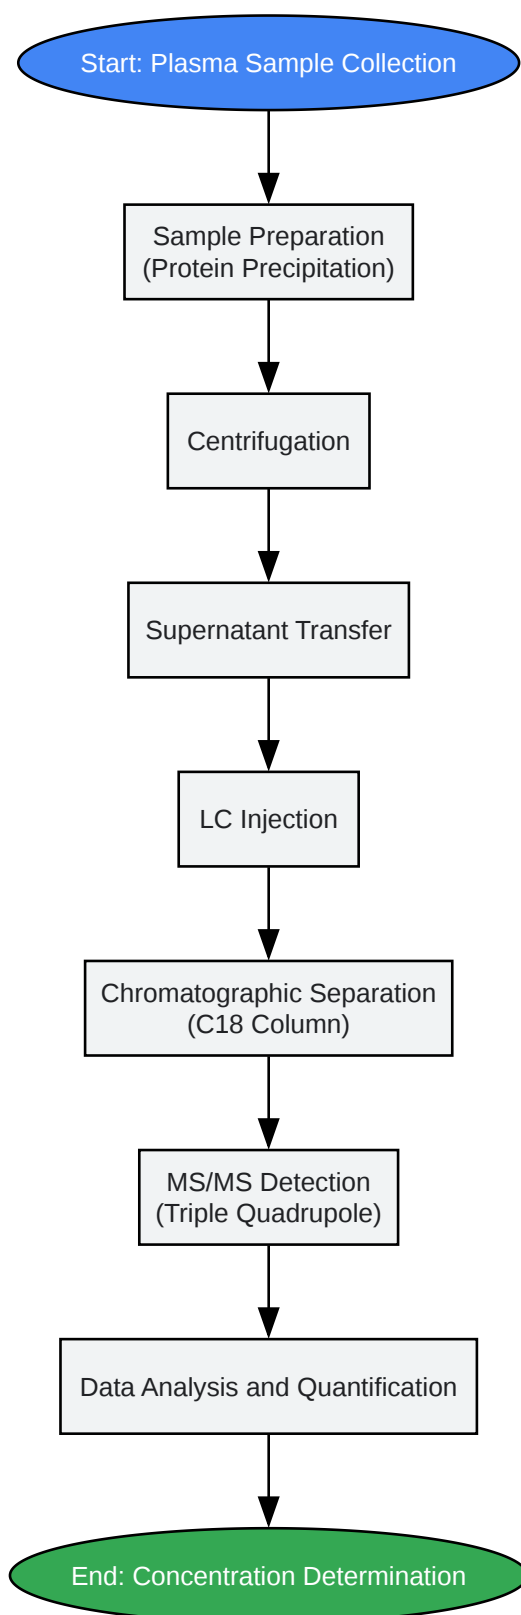 Start: Plasma Sample Collection
Sample Preparation
(Protein Precipitation)
Centrifugation
Supernatant Transfer
LC Injection
Chromatographic Separation
(C18 Column)
MS/MS Detection
(Triple Quadrupole)
Data Analysis and Quantification
End: Concentration Determination